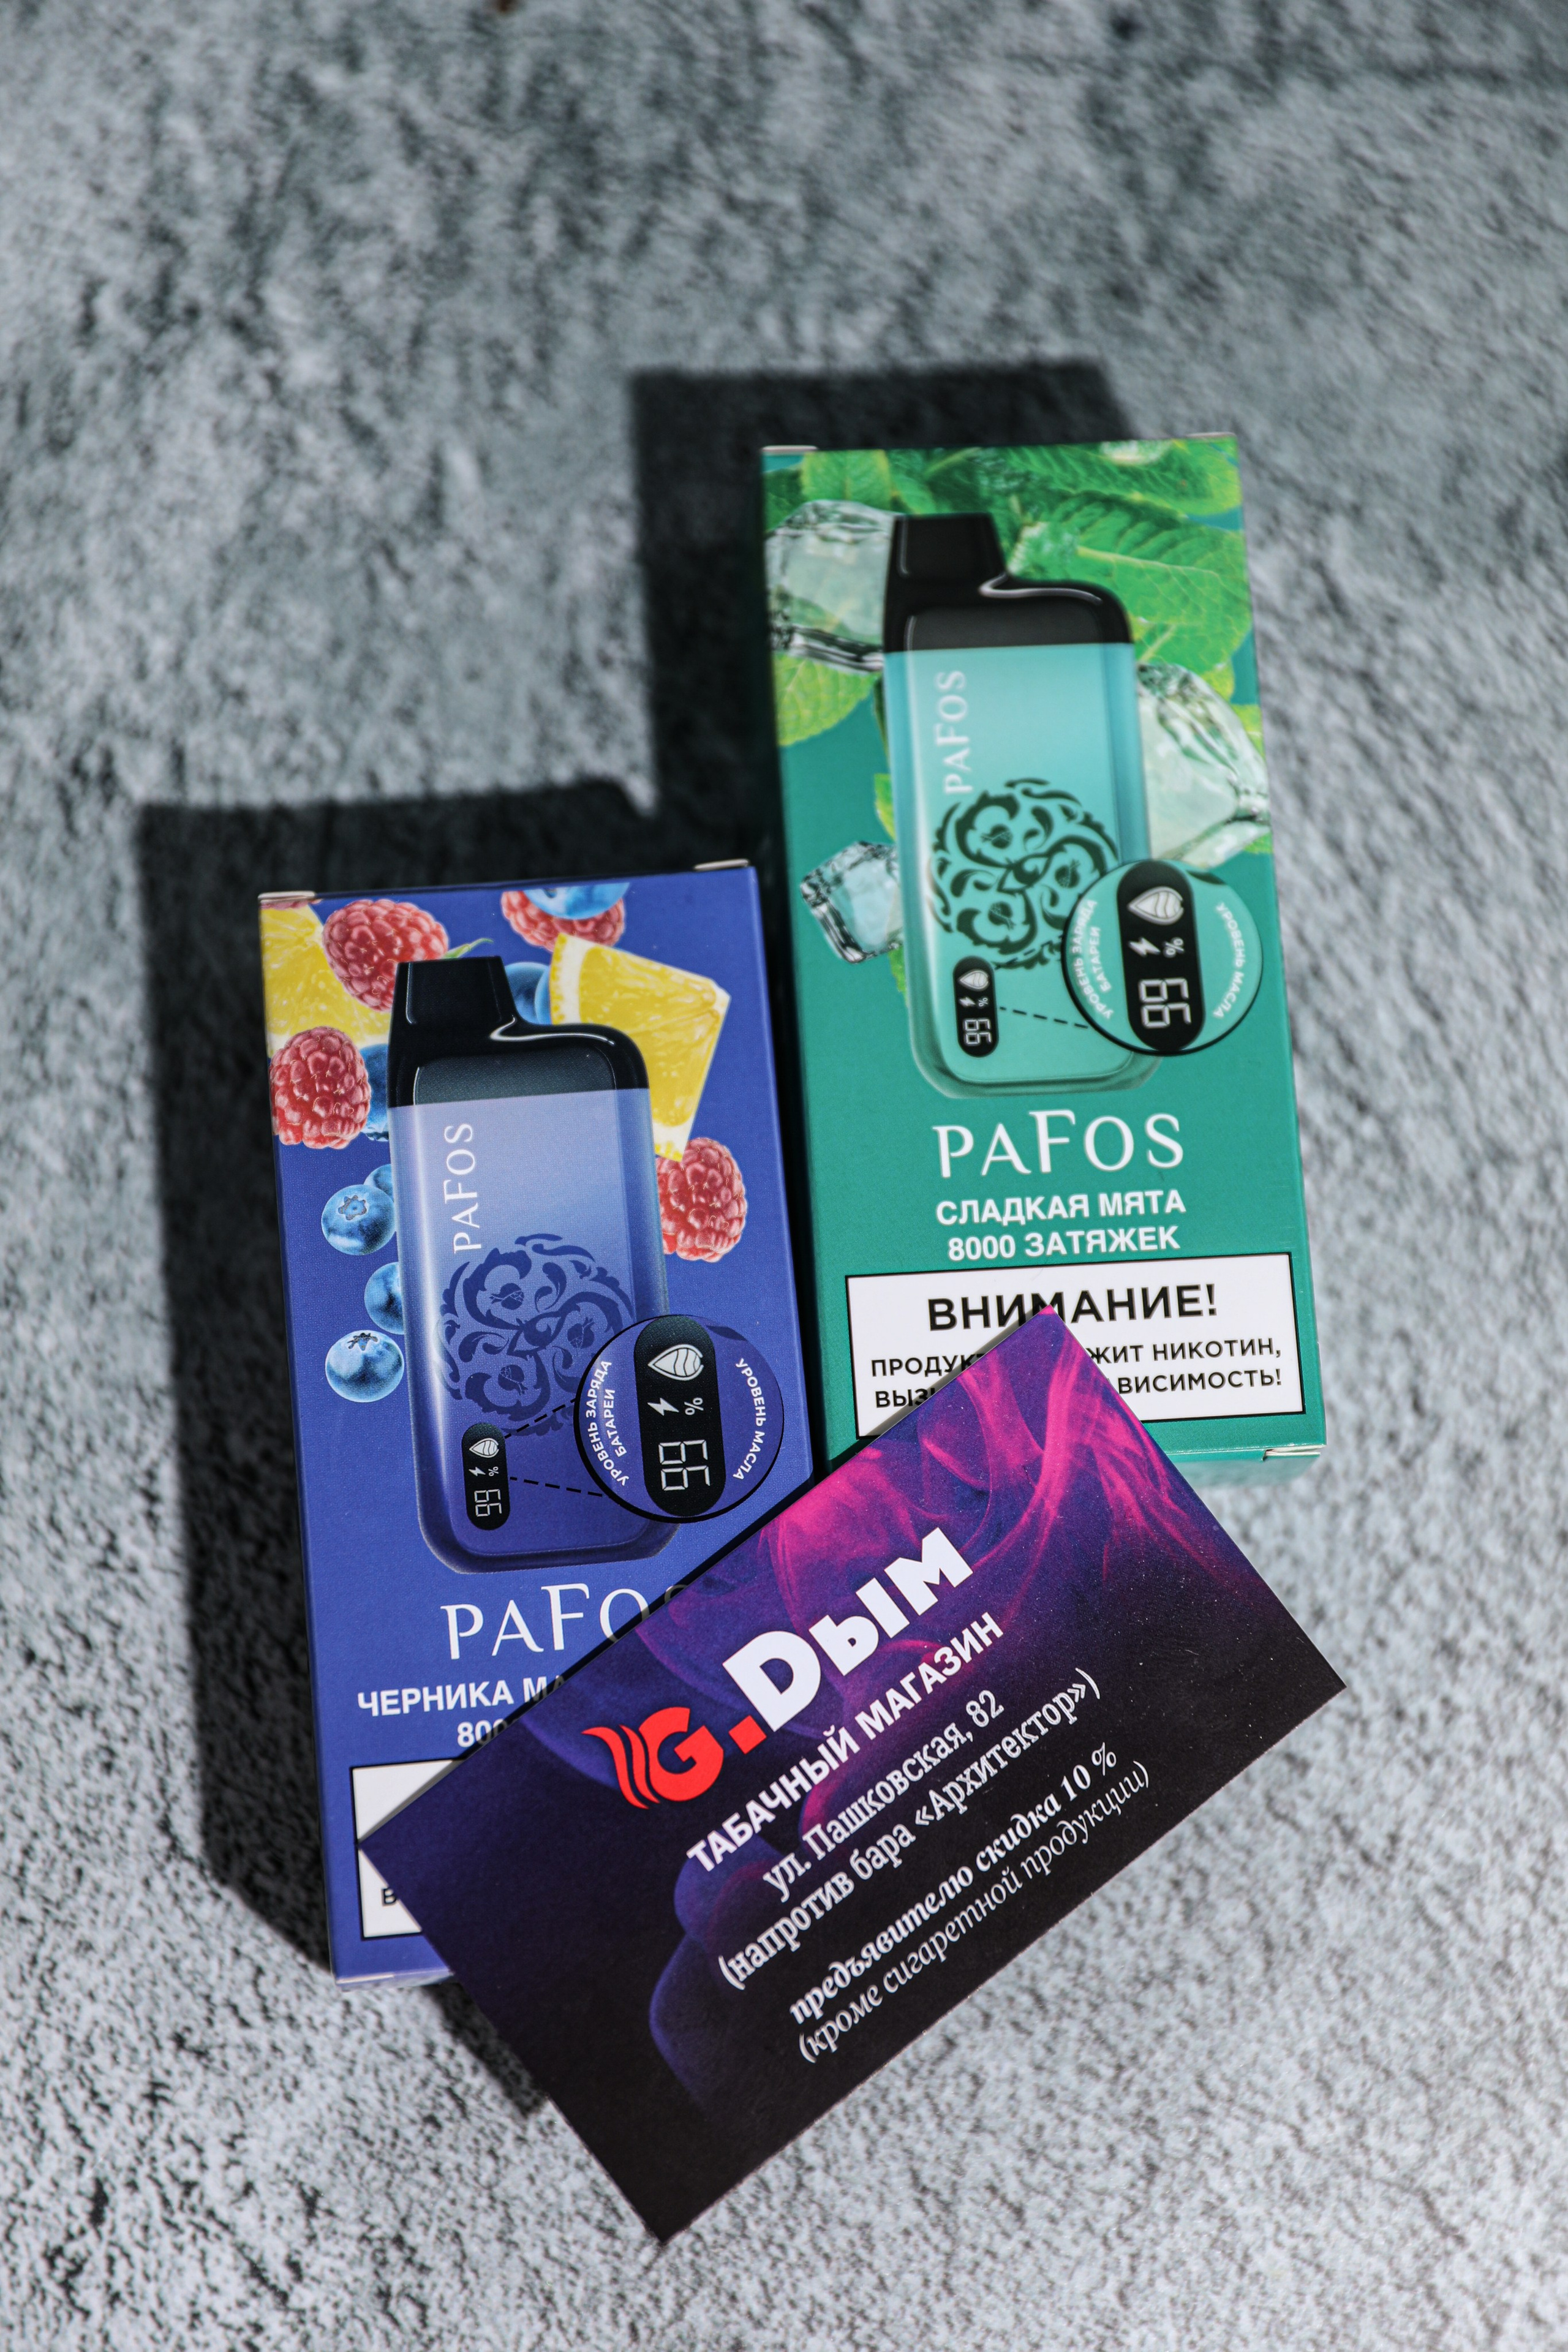 PAFOS
УРОВЕНЬ ЗАРЯДА
БАТАРЕИ
99
%
УРОВЕНЬ МАСЛА
99
%
PAFOS
СЛАДКАЯ МЯТА
8000 ЗАТЯЖЕК
ВНИМАНИЕ!
НИКОТИН,
PAFOS
УРОВЕНЬ ЗАРЯДА
БАТАРЕИ
99
%
УРОВЕНЬ МАСЛА
99
%
PAFOS
ЧЕРНИКА
G.Dым
ТАБАЧНЫЙ МАГАЗИН
ул. Пашковская, 82
(напротив бара «Архитектор»)
предъявителю скидка 10 %
(кроме сигаретной продукции)